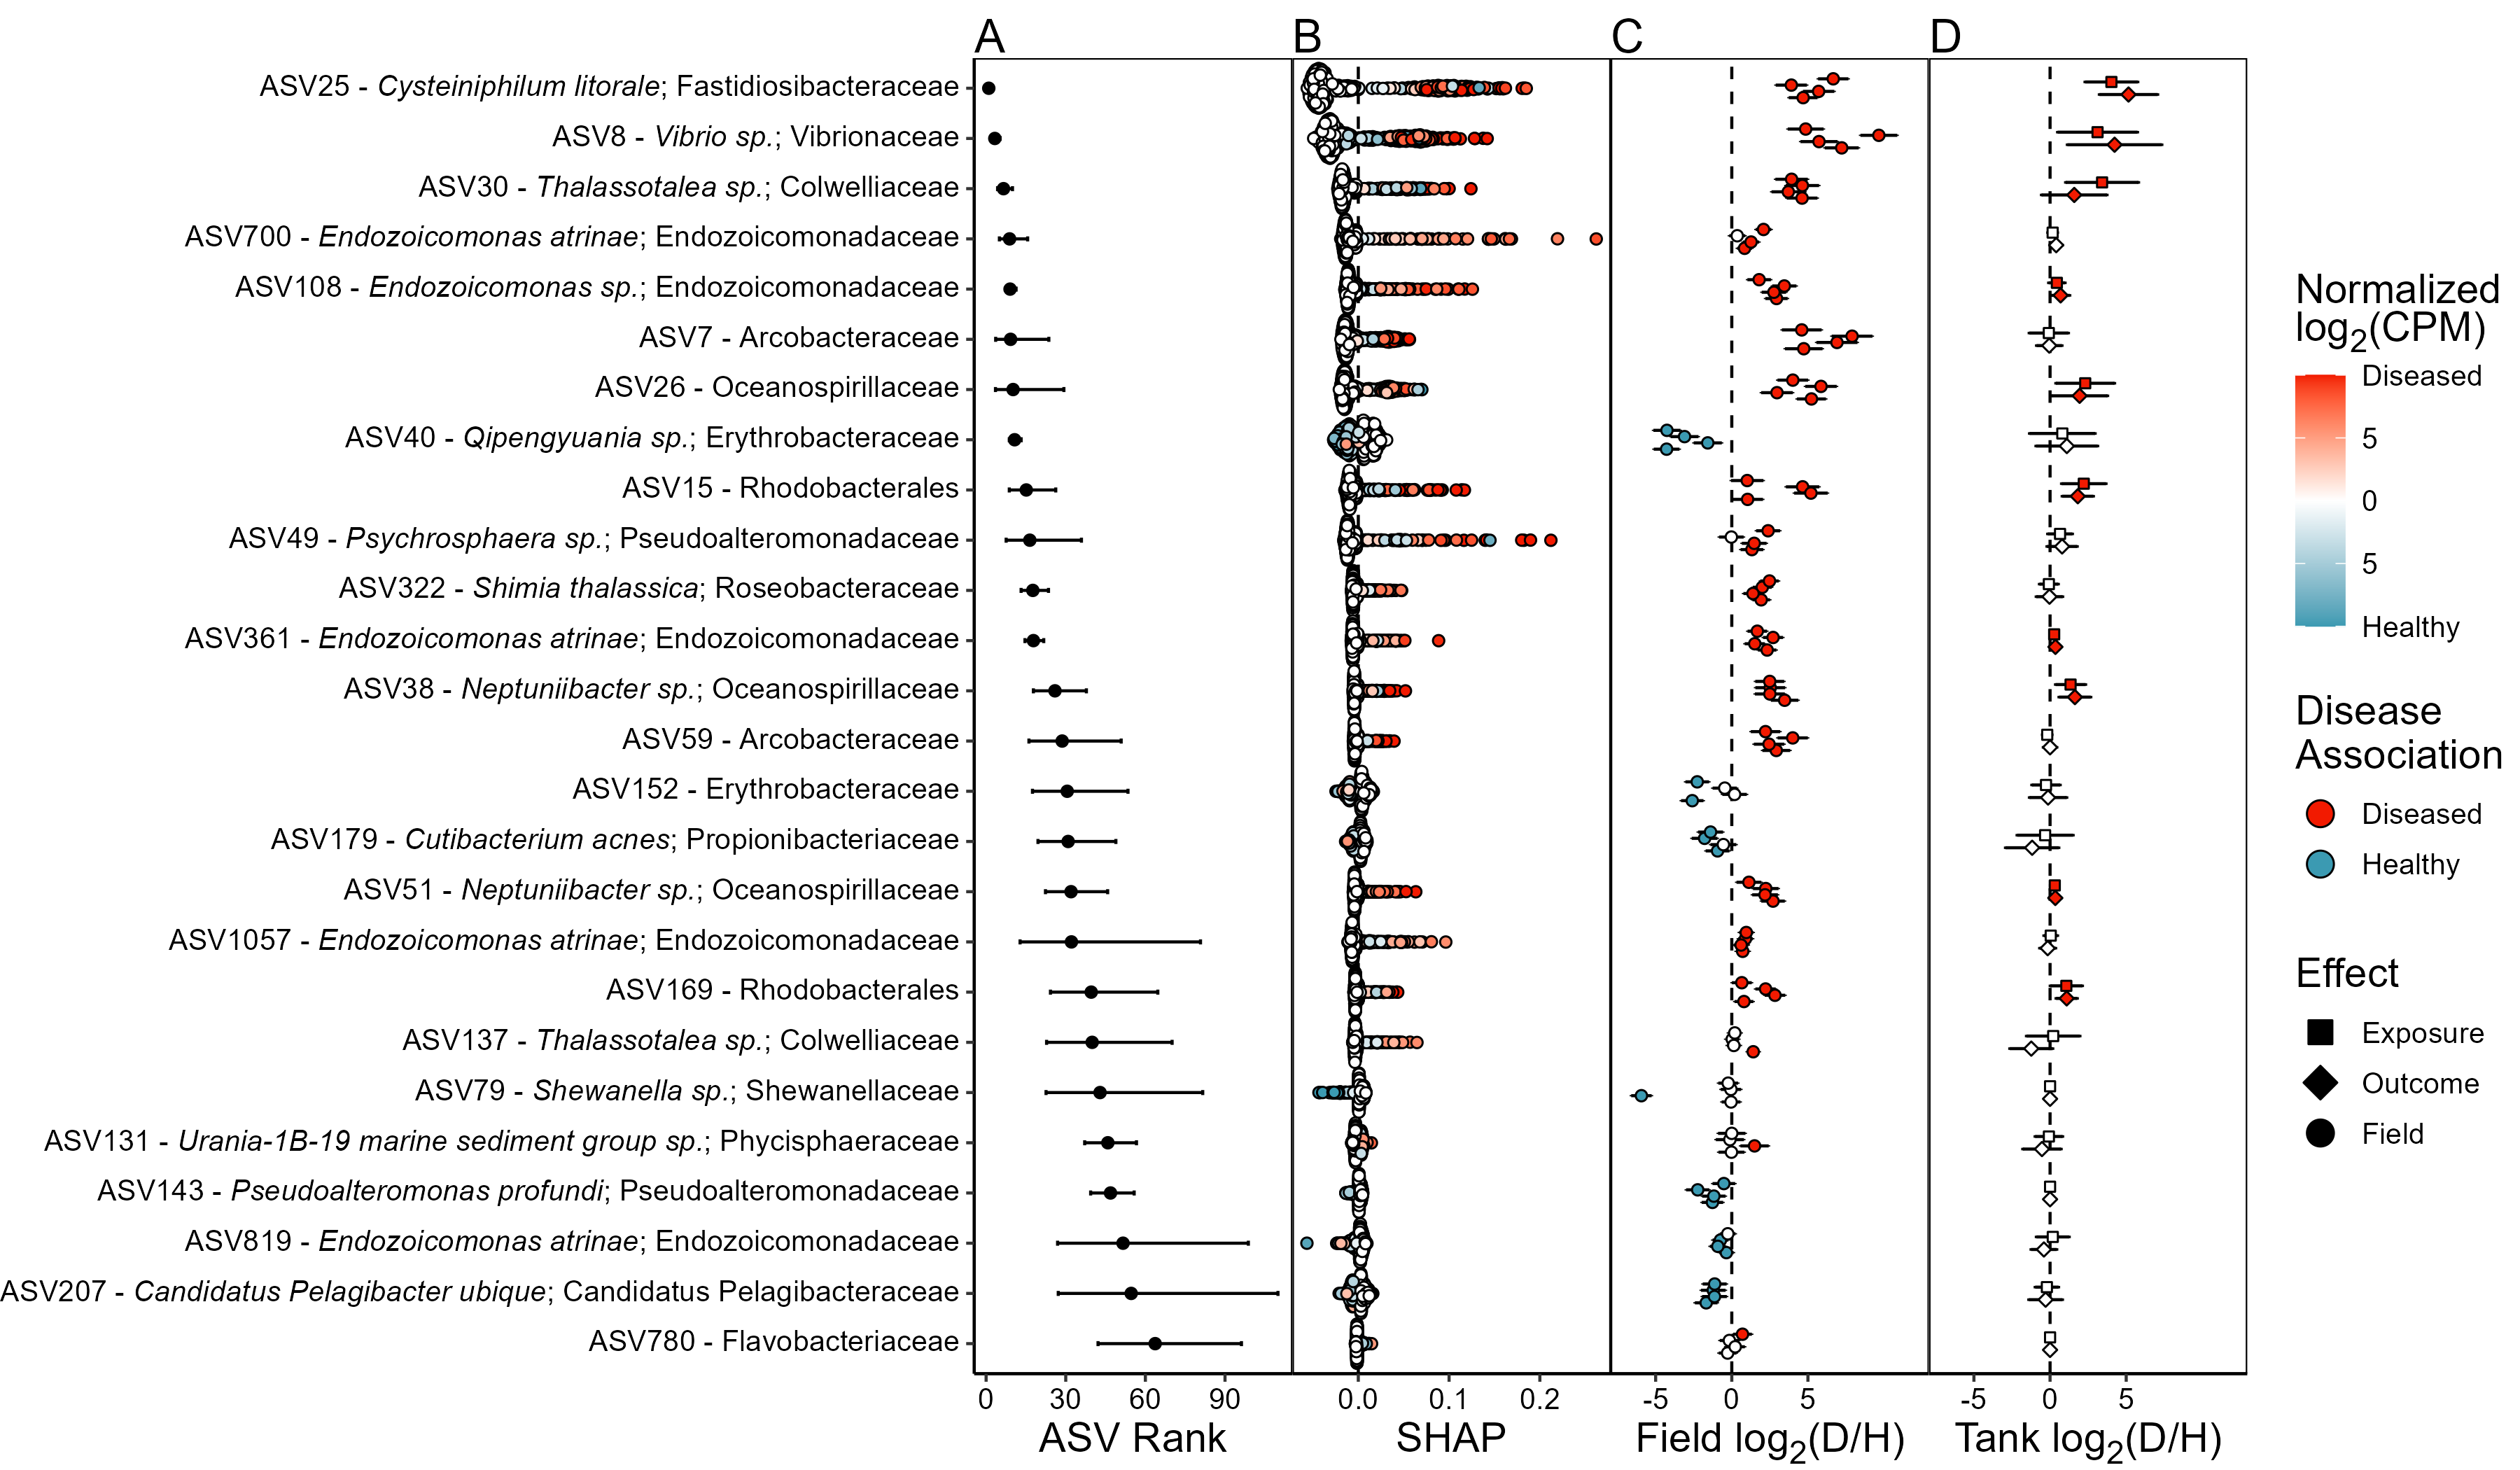 A B C D
ASV25 - Cysteiniphilum litorale; Fastidiosibacteraceae
ASV8 - Vibrio sp.; Vibrionaceae
ASV30 - Thalassotalea sp.; Colwelliaceae
ASV700 - Endozoicomonas atrinae; Endozoicomonadaceae
ASV108 - Endozoicomonas sp.; Endozoicomonadaceae
ASV7 - Arcobacteraceae
ASV26 - Oceanospirillaceae
ASV40 - Qipengyuania sp.; Erythrobacteraceae
ASV15 - Rhodobacterales
ASV49 - Psychrosphaera sp.; Pseudoalteromonadaceae
ASV322 - Shimia thalassica; Roseobacteraceae
ASV361 - Endozoicomonas atrinae; Endozoicomonadaceae
ASV38 - Neptuniibacter sp.; Oceanospirillaceae
ASV59 - Arcobacteraceae
ASV152 - Erythrobacteraceae
ASV179 - Cutibacterium acnes; Propionibacteriaceae
ASV51 - Neptuniibacter sp.; Oceanospirillaceae
ASV1057 - Endozoicomonas atrinae; Endozoicomonadaceae
ASV169 - Rhodobacterales
ASV137 - Thalassotalea sp.; Colwelliaceae
ASV79 - Shewanella sp.; Shewanellaceae
ASV131 - Urania-1B-19 marine sediment group sp.; Phycisphaeraceae
ASV143 - Pseudoalteromonas profundi; Pseudoalteromonadaceae
ASV819 - Endozoicomonas atrinae; Endozoicomonadaceae
ASV207 - Candidatus Pelagibacter ubique; Candidatus Pelagibacteraceae
ASV780 - Flavobacteriaceae
0 30 60 90
ASV Rank
0.0 0.1 0.2
SHAP
-5 0 5
Field log2(D/H)
-5 0 5
Tank log2(D/H)
Normalized
log2(CPM)
Diseased
5
0
5
Healthy
Disease
Association
Diseased
Healthy
Effect
Exposure
Outcome
Field